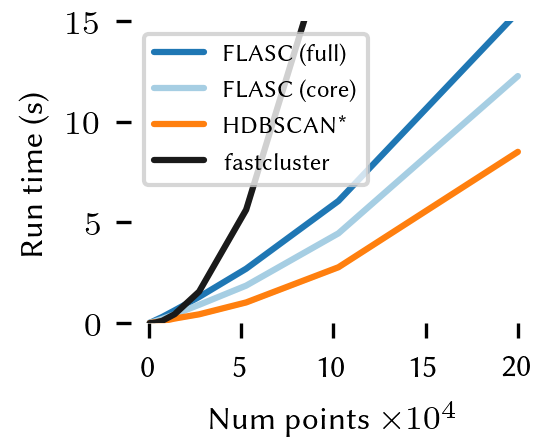 15
10
5
0
Run time (s)
FLASC (full)
FLASC (core)
HDBSCAN*
fastcluster
0 5 10 15 20
Num points ×10⁴